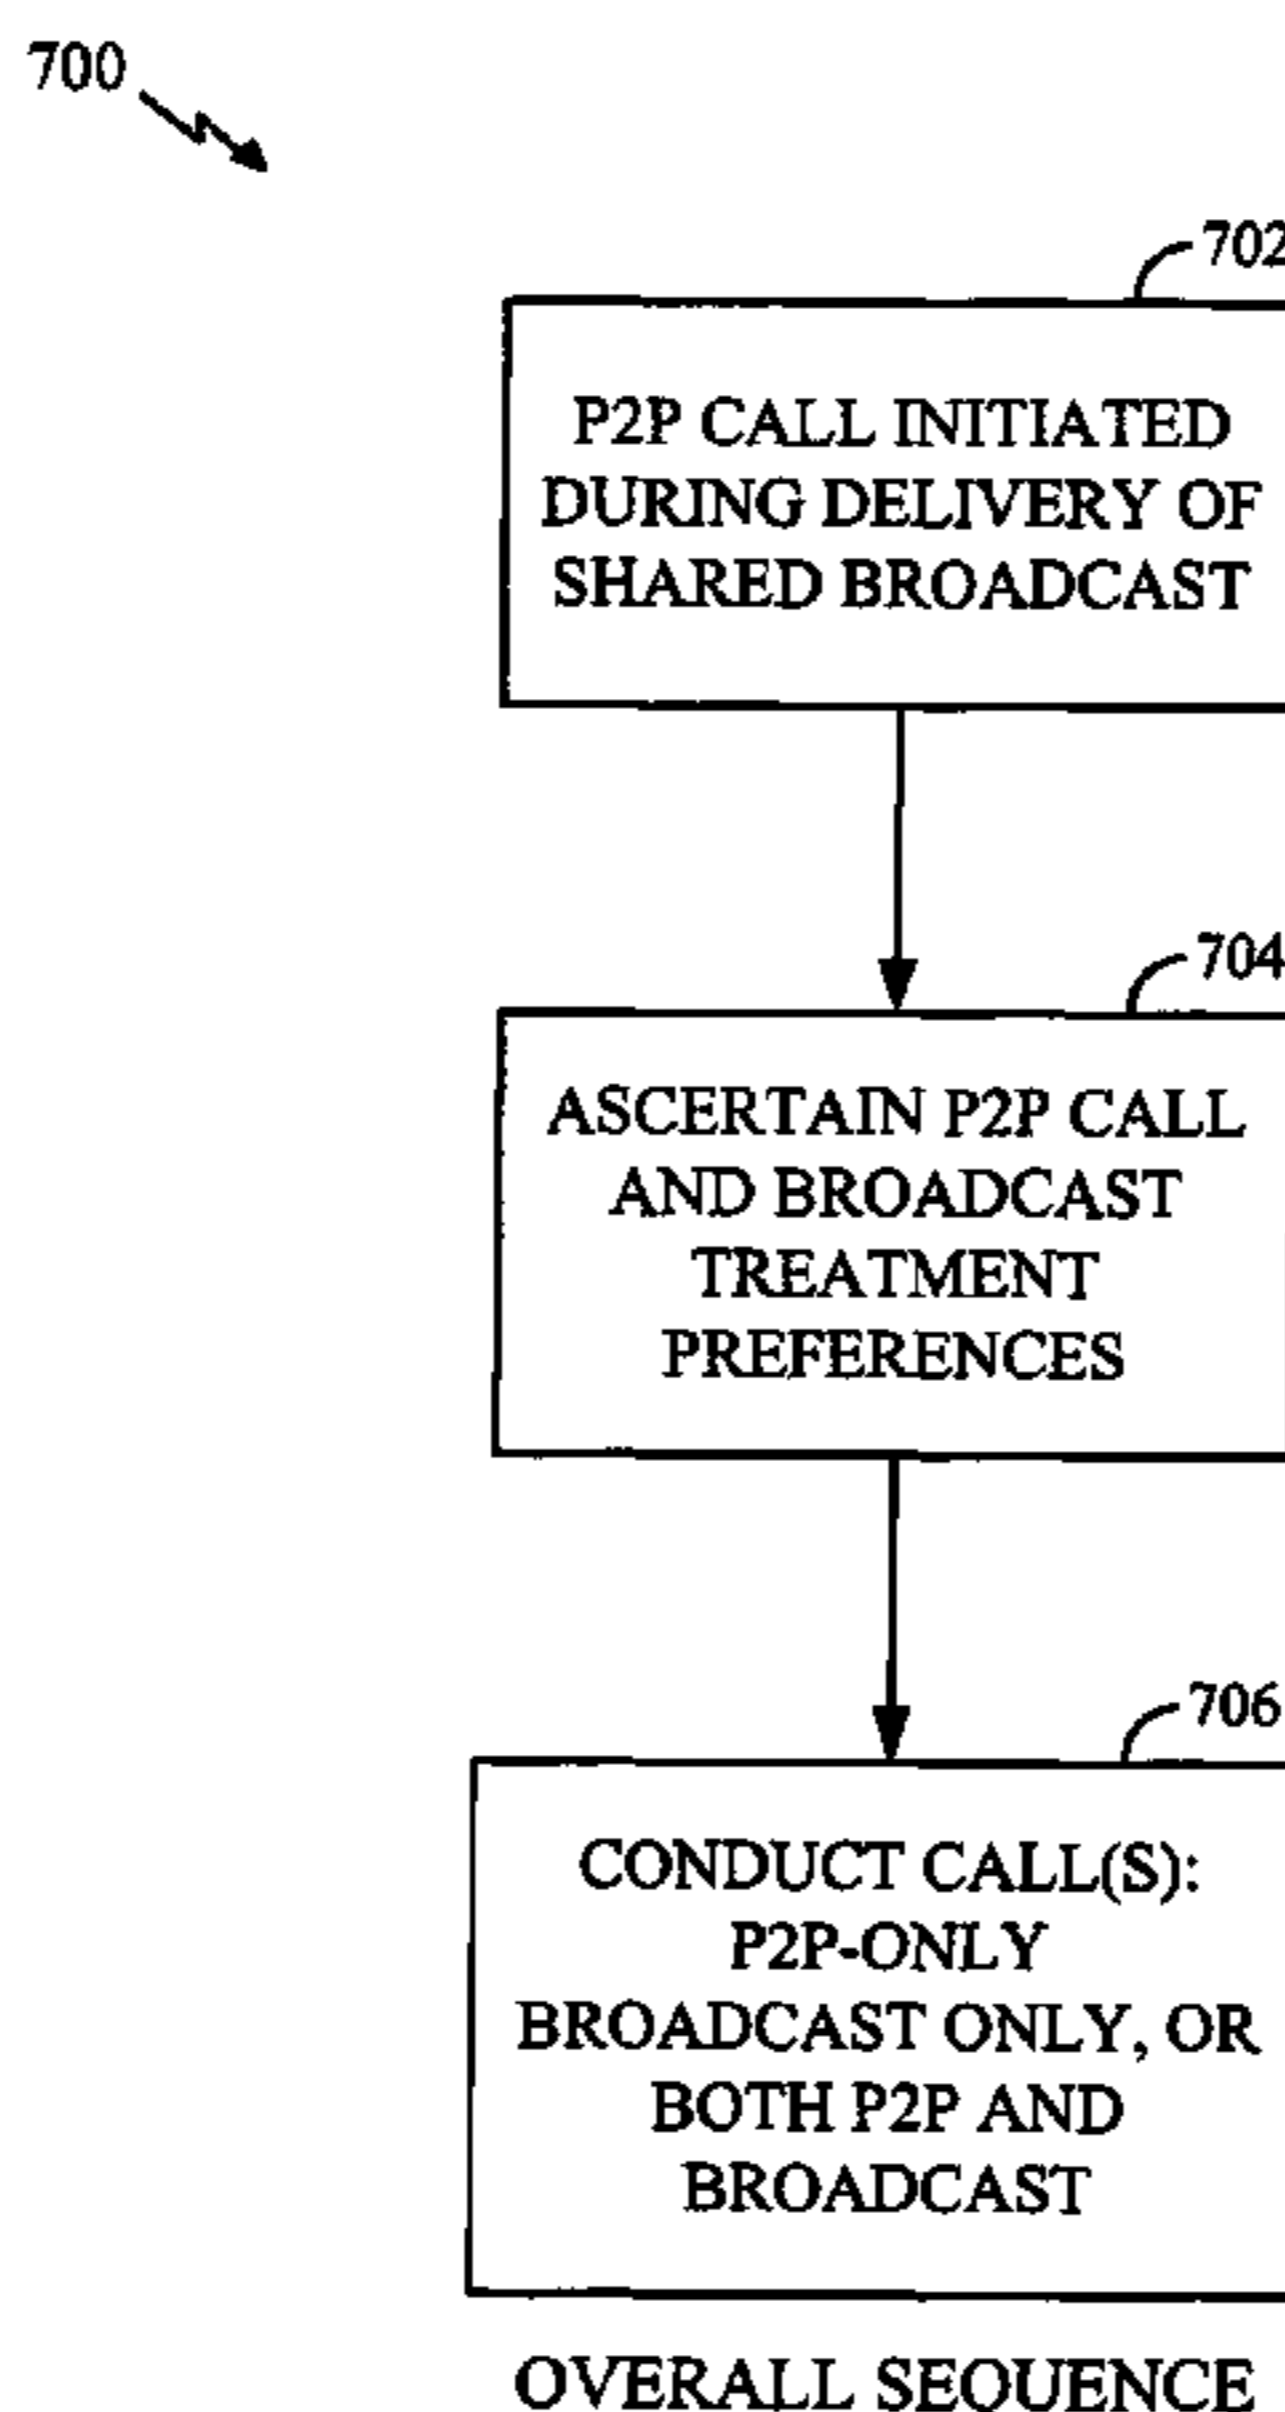 700
702
P2P CALL INITIATED
DURING DELIVERY OF
SHARED BROADCAST
704
ASCERTAIN P2P CALL
AND BROADCAST
TREATMENT
PREFERENCES
706
CONDUCT CALL(S):
P2P-ONLY
BROADCAST ONLY, OR
BOTH P2P AND
BROADCAST
OVERALL SEQUENCE